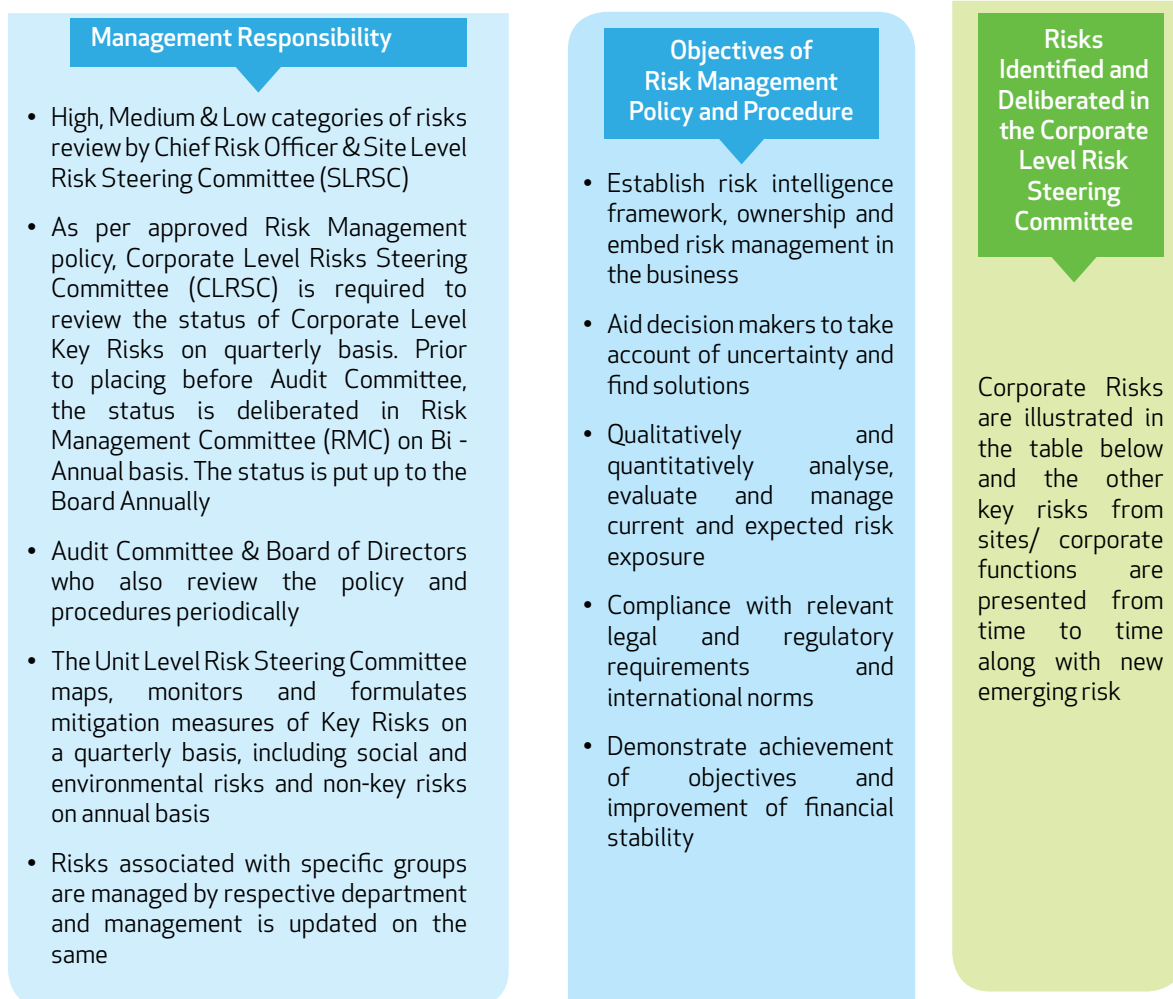 Management Responsibility
• High, Medium & Low categories of risks
review by Chief Risk Officer & Site Level
Risk Steering Committee (SLRSC)
• As per approved Risk Management
policy, Corporate Level Risks Steering
Committee (CLRSC) is required to
review the status of Corporate Level
Key Risks on quarterly basis. Prior
to placing before Audit Committee,
the status is deliberated in Risk
Management Committee (RMC) on Bi -
Annual basis. The status is put up to the
Board Annually
• Audit Committee & Board of Directors
who also review the policy and
procedures periodically
• The Unit Level Risk Steering Committee
maps, monitors and formulates
mitigation measures of Key Risks on
a quarterly basis, including social and
environmental risks and non-key risks
on annual basis
• Risks associated with specific groups
are managed by respective department
and management is updated on the
same
Objectives of
Risk Management
Policy and Procedure
• Establish risk intelligence
framework, ownership and
embed risk management in
the business
• Aid decision makers to take
account of uncertainty and
find solutions
• Qualitatively and
quantitatively analyse,
evaluate and manage
current and expected risk
exposure
• Compliance with relevant
legal and regulatory
requirements and
international norms
• Demonstrate achievement
of objectives and
improvement of financial
stability
Risks
Identified and
Deliberated in
the Corporate
Level Risk
Steering
Committee
Corporate Risks
are illustrated in
the table below
and the other
key risks from
sites/ corporate
functions are
presented from
time to time
along with new
emerging risk